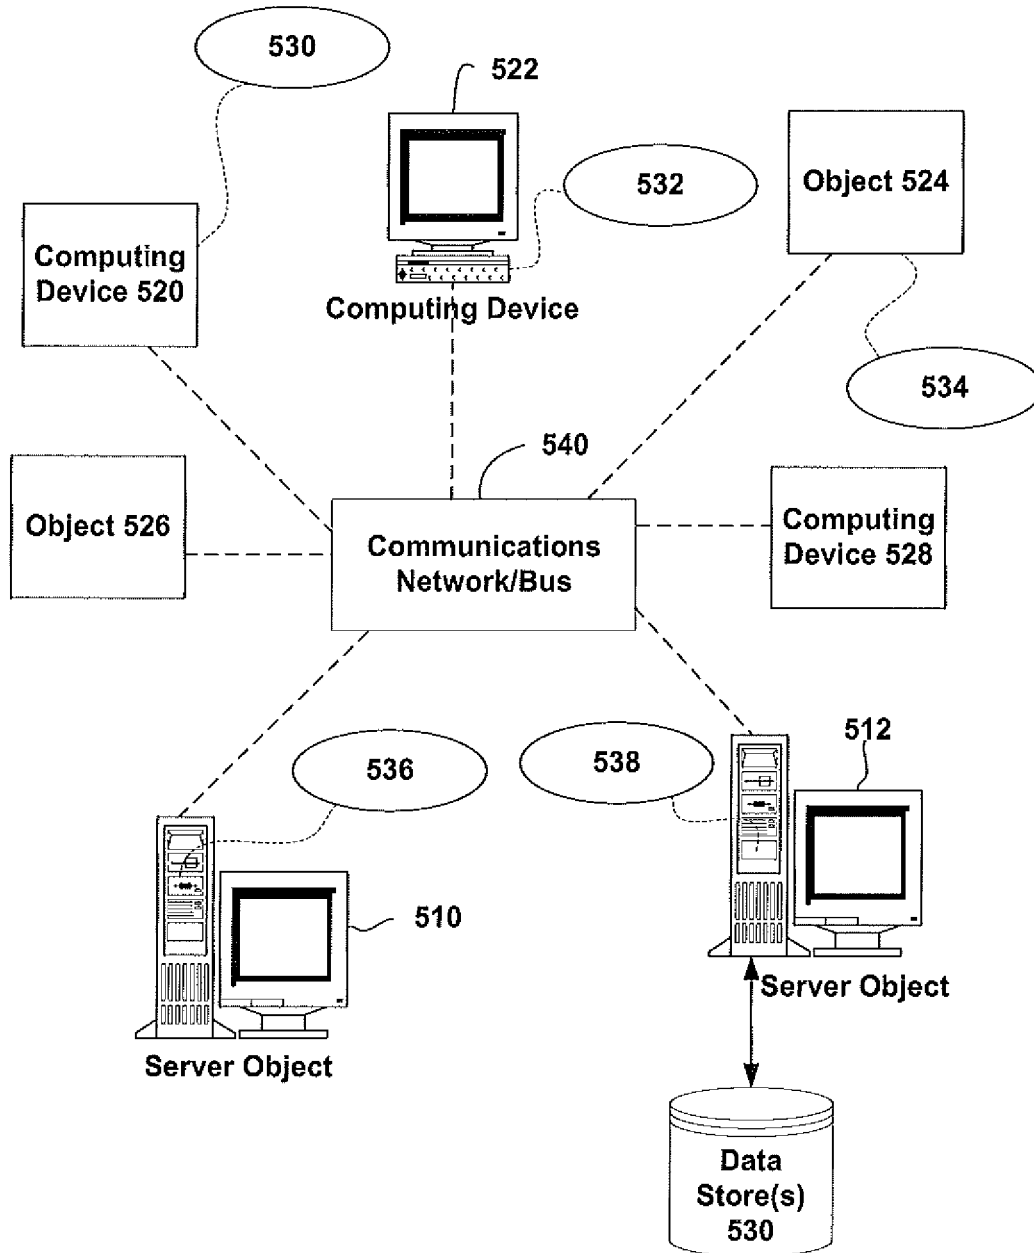 530
522
532
Object 524
Computing
Device 520
Computing Device
534
540
Object 526
Communications
Network/Bus
Computing
Device 528
512
536
538
510
Server Object
Server Object
Data
Store(s)
530